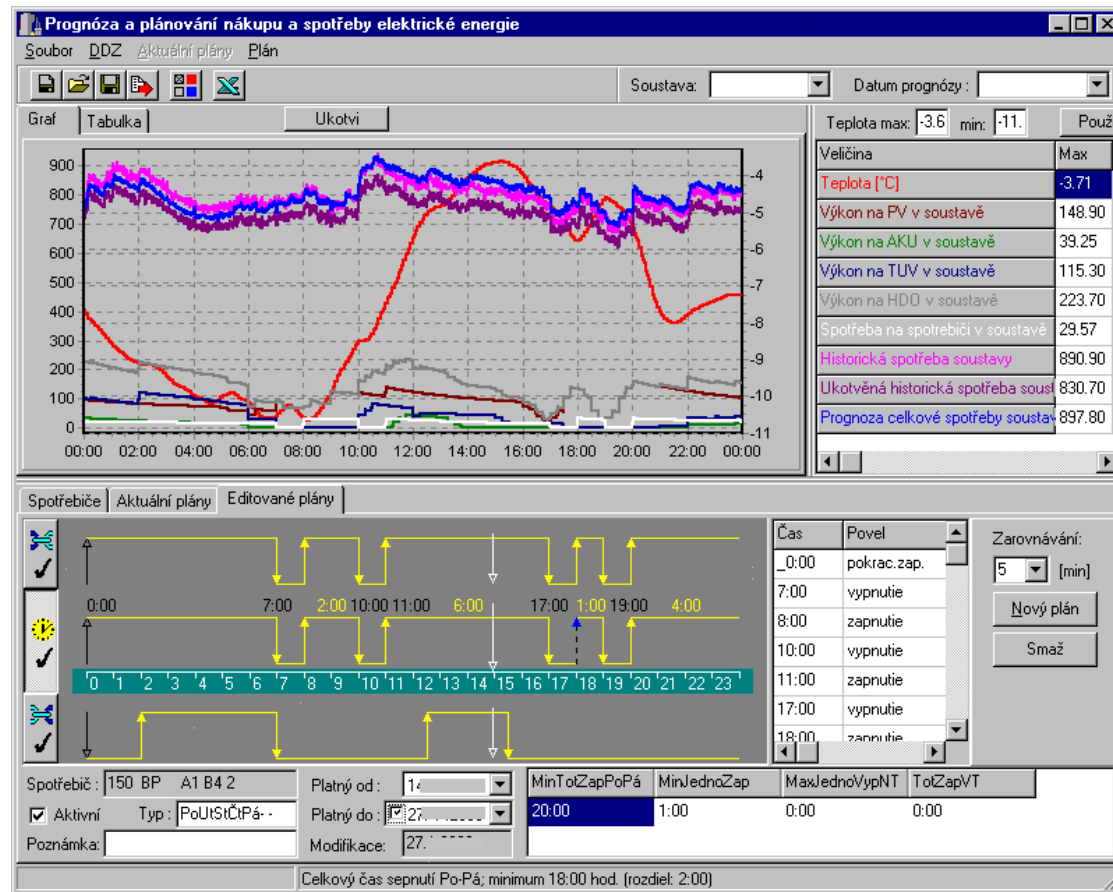 Prognóza a plánování nákupu a spotřeby elektrické energie
Soubor DDZ Aktuální plány Plán
Soustava: Datum prognózy :
Graf Tabulka Ukotvi
Teplota max: -3.6 min: -11. Použ
900
800
700
600
500
400
300
200
100
0
-4
-5
-6
-7
-8
-9
-10
-11
00:00 02:00 04:00 06:00 08:00 10:00 12:00 14:00 16:00 18:00 20:00 22:00 00:00
Veličina Max
Teplota [°C] -3.71
Výkon na PV v soustavě 148.90
Výkon na AKU v soustavě 39.25
Výkon na TUV v soustavě 115.30
Výkon na HDO v soustavě 223.70
Spotřeba na spotrebiči v soustavě 29.57
Historická spotřeba soustavy 890.90
Ukotvěná historická spotřeba soust 830.70
Prognoza celkové spotřeby soustav 897.80
Spotřebiče Aktuální plány Editované plány
0:00 7:00 2:00 10:00 11:00 6:00 17:00 1:00 19:00 4:00
0 1 2 3 4 5 6 7 8 9 10 11 12 13 14 15 16 17 18 19 20 21 22 23
Čas Povel
_0:00 pokrac.zap.
7:00 vypnutie
8:00 zapnutie
10:00 vypnutie
11:00 zapnutie
17:00 vypnutie
18:00 zapnutie
Zarovnávání:
5 [min]
Nový plán
Smaž
Spotřebič : 150 BP A1 B4 2
Aktivní Typ : PoÚtStČtPá- -
Poznámka:
Platný od :
Platný do : 27.
Modifikace: 27.
MinTotZapPoPá MinJednoZap MaxJednoVypNT TotZapVT
20:00 1:00 0:00 0:00
Celkový čas sepnutí Po-Pá; minimum 18:00 hod. (rozdiel: 2:00)